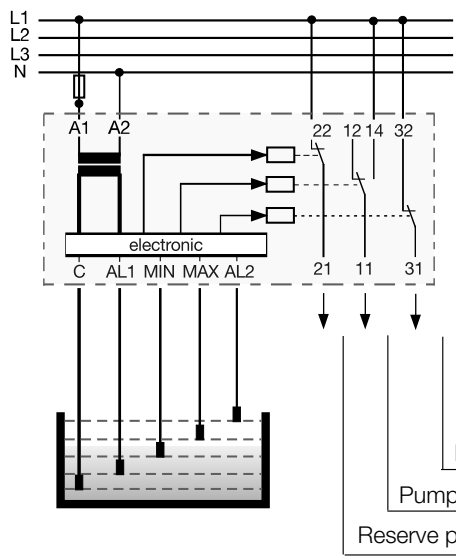 L1
L2
L3
N
A1 A2 22 12 14 32
electronic
C AL1 MIN MAX AL2 21 11 31
Pump
Reserve p